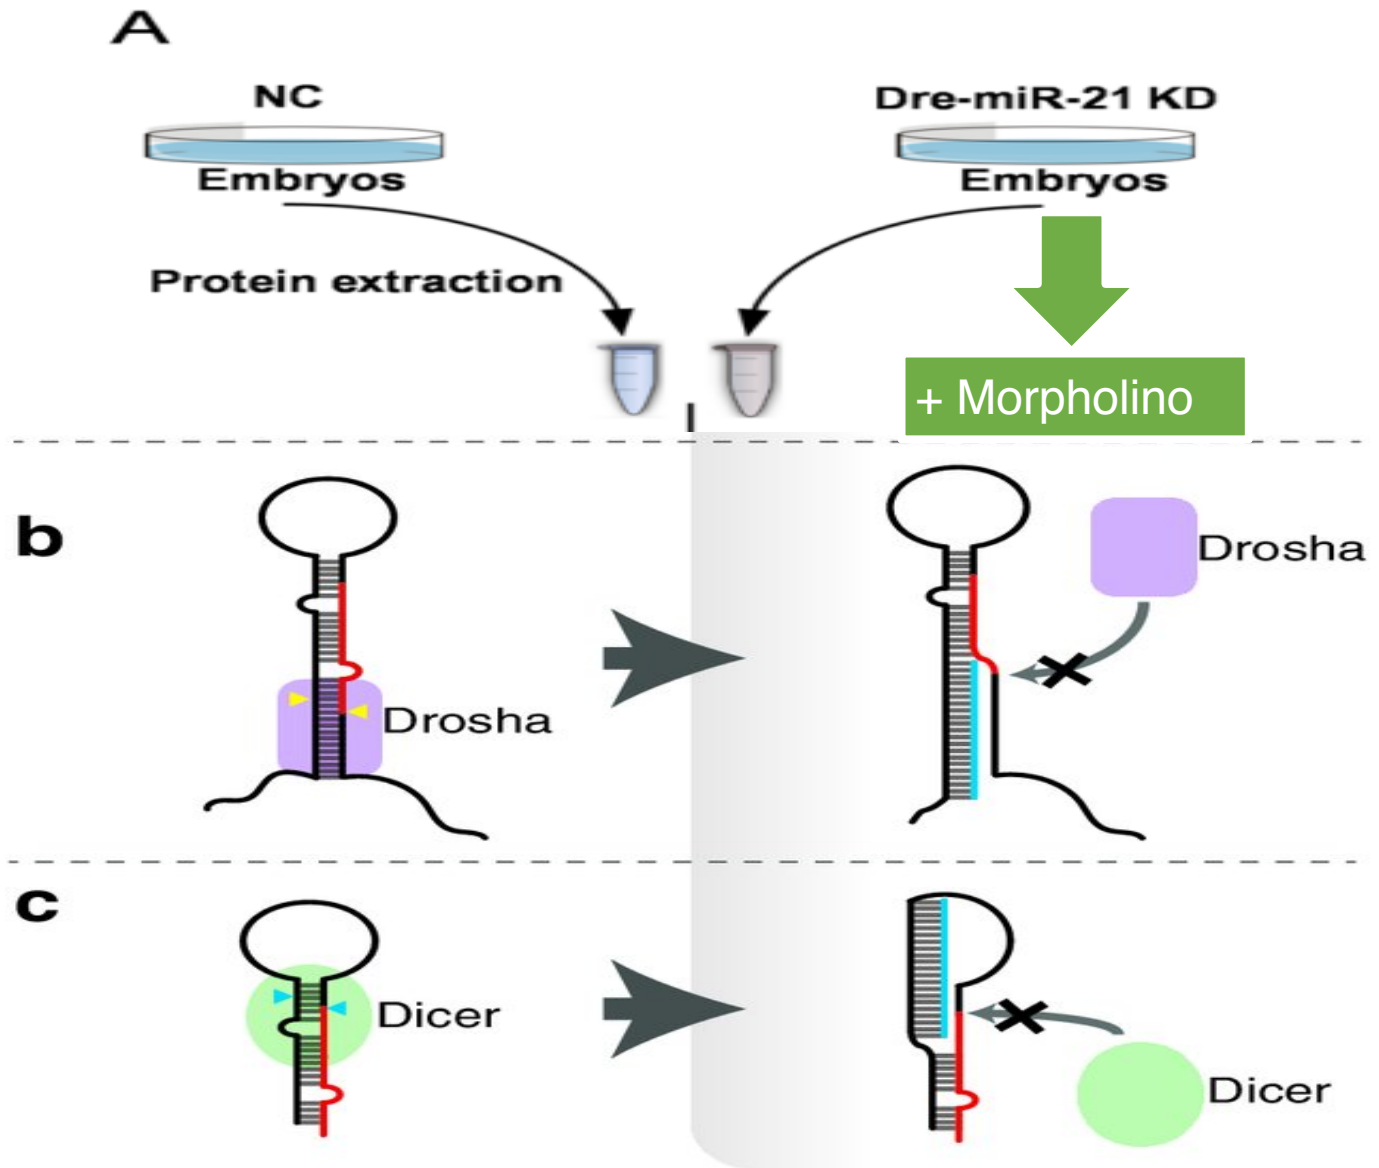 A
NC
Dre-miR-21 KD
Embryos
Embryos
Protein extraction
+ Morpholino
b
Drosha
Drosha
c
Dicer
Dicer